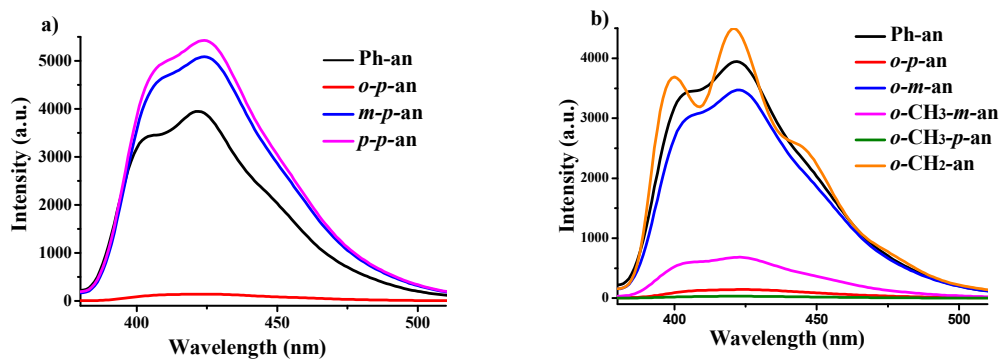 a)
Intensity (a.u.)
5000
4000
3000
2000
1000
0
400
450
500
Wavelength (nm)
Ph-an
o-p-an
m-p-an
p-p-an
b)
Intensity (a.u.)
4000
3000
2000
1000
0
400
450
500
Wavelength (nm)
Ph-an
o-p-an
o-m-an
o-CH3-m-an
o-CH3-p-an
o-CH2-an